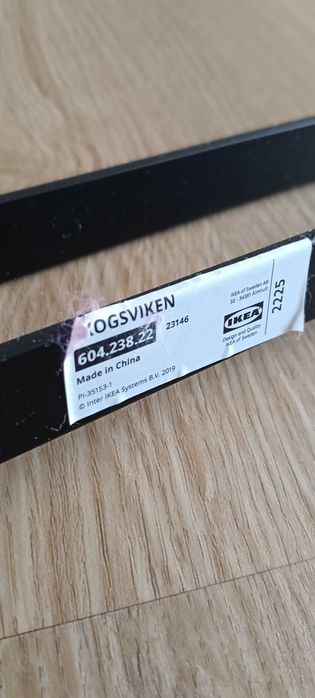 KOGSVIKEN
604.238.22 23146
Made in China
PI-35153-1
© Inter IKEA Systems B.V. 2019
IKEA of Sweden AB
SE - 34381 Älmhult
IKEA
Design and Quality
IKEA of Sweden
2225